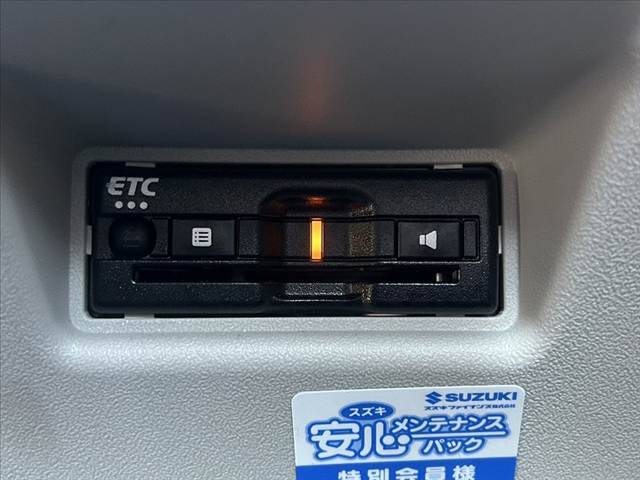 ETC
SUZUKI
スズキファイナンス株式会社
スズキ
安心メンテナンス
パック
特別会員様